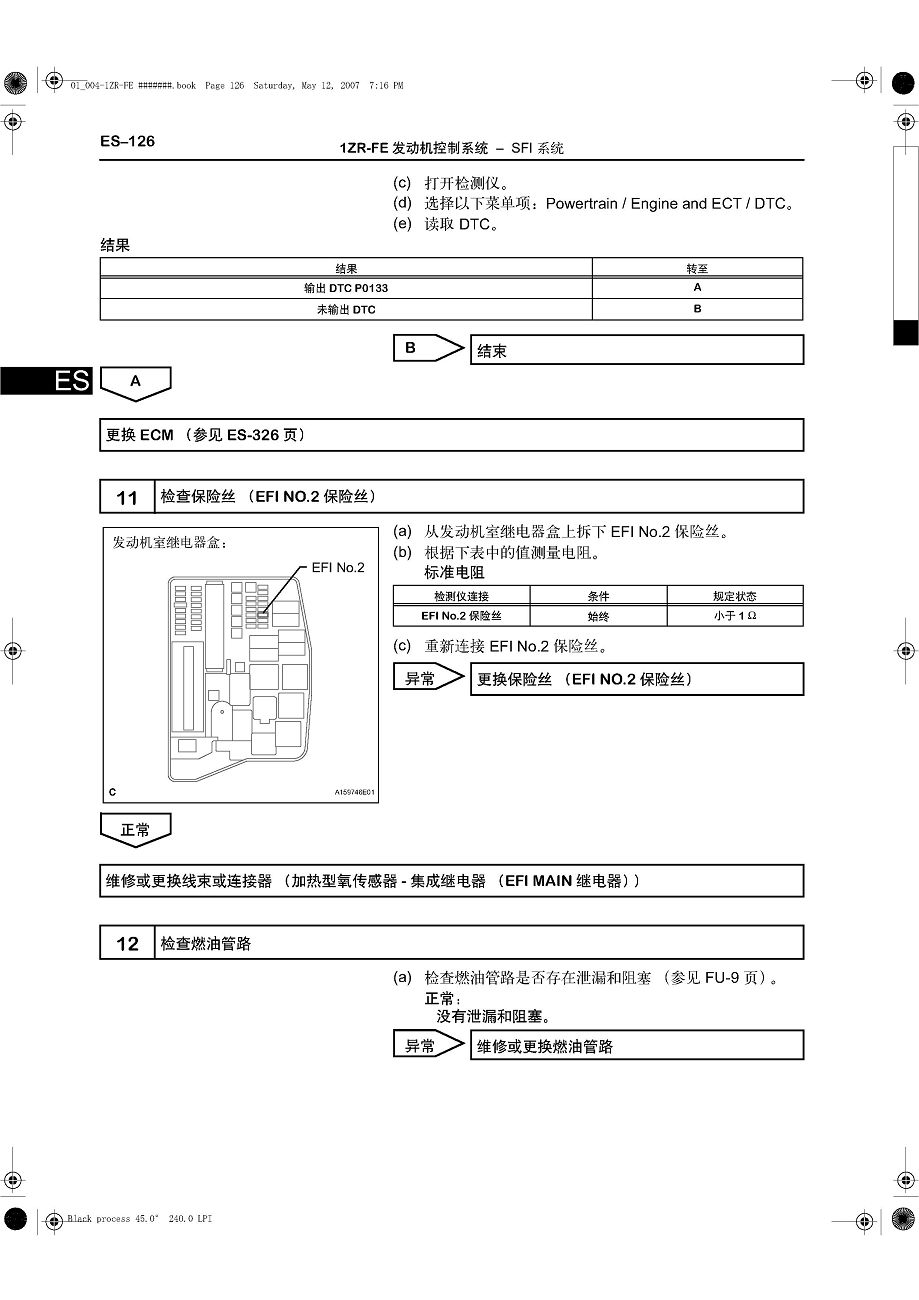 01_004-1ZR-FE #######.book Page 126 Saturday, May 12, 2007 7:16 PM
ES–126
1ZR-FE 发动机控制系统 – SFI 系统
(c) 打开检测仪。
(d) 选择以下菜单项：Powertrain / Engine and ECT / DTC。
(e) 读取 DTC。
结果
结果 转至
输出 DTC P0133 A
未输出 DTC B
B 结束
ES
A
更换 ECM （参见 ES-326 页）
11 检查保险丝 （EFI NO.2 保险丝）
发动机室继电器盒：
EFI No.2
C A159746E01
(a) 从发动机室继电器盒上拆下 EFI No.2 保险丝。
(b) 根据下表中的值测量电阻。
标准电阻
检测仪连接 条件 规定状态
EFI No.2 保险丝 始终 小于 1 Ω
(c) 重新连接 EFI No.2 保险丝。
异常 更换保险丝 （EFI NO.2 保险丝）
正常
维修或更换线束或连接器 （加热型氧传感器 - 集成继电器 （EFI MAIN 继电器））
12 检查燃油管路
(a) 检查燃油管路是否存在泄漏和阻塞 （参见 FU-9 页）。
正常：
没有泄漏和阻塞。
异常 维修或更换燃油管路
Black process 45.0° 240.0 LPI